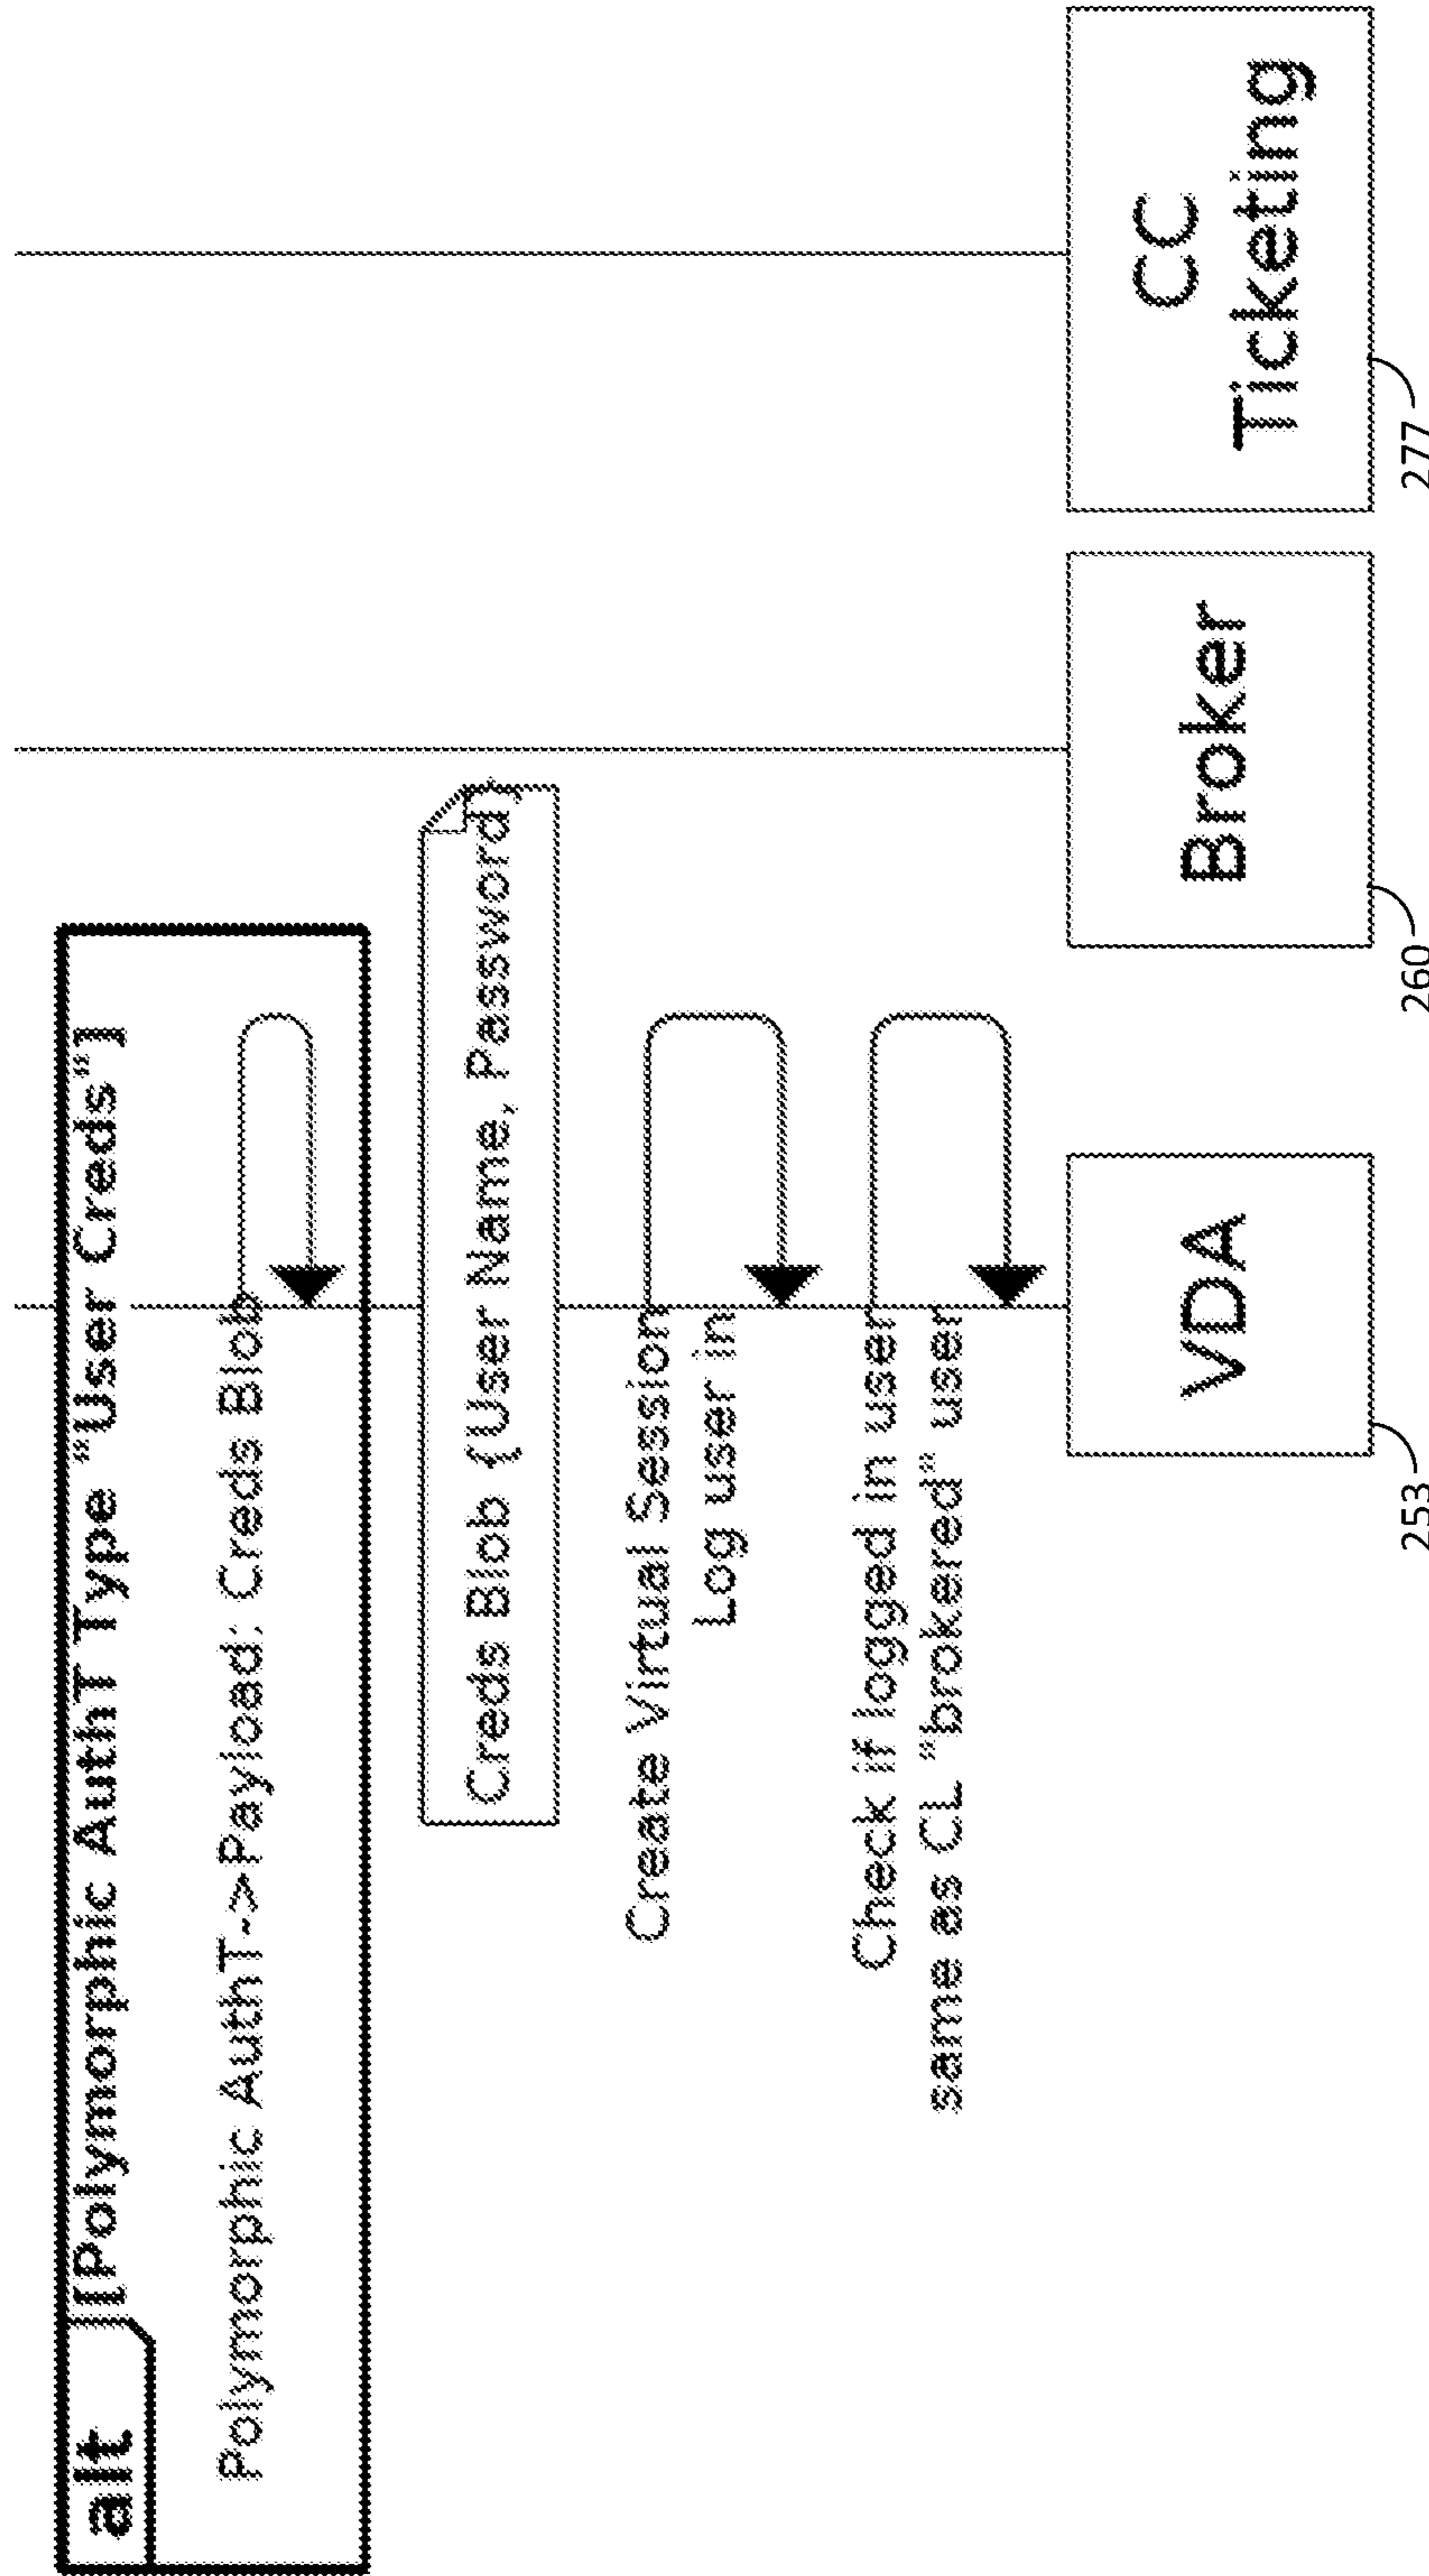 alt [Polymorphic AuthT Type "User Creds"]
Polymorphic AuthT->Payload: Creds Blob
Creds Blob {User Name, Password}
Create Virtual Session
Log user in
Check if logged in user
same as CL "brokered" user
VDA
253
Broker
260
CC
Ticketing
277